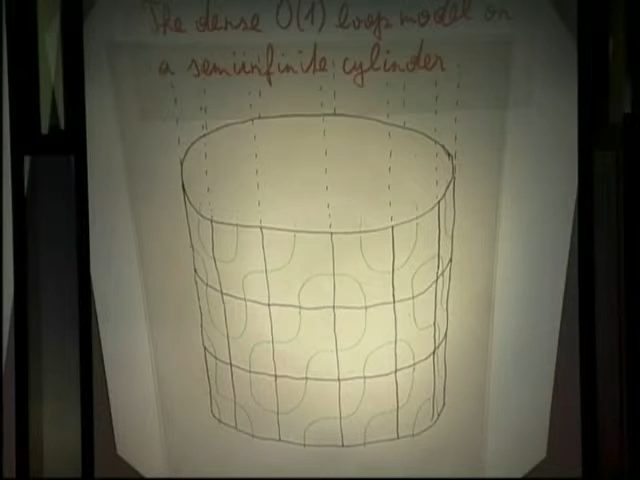 The dense O(1) loop model on
a semiinfinite cylinder